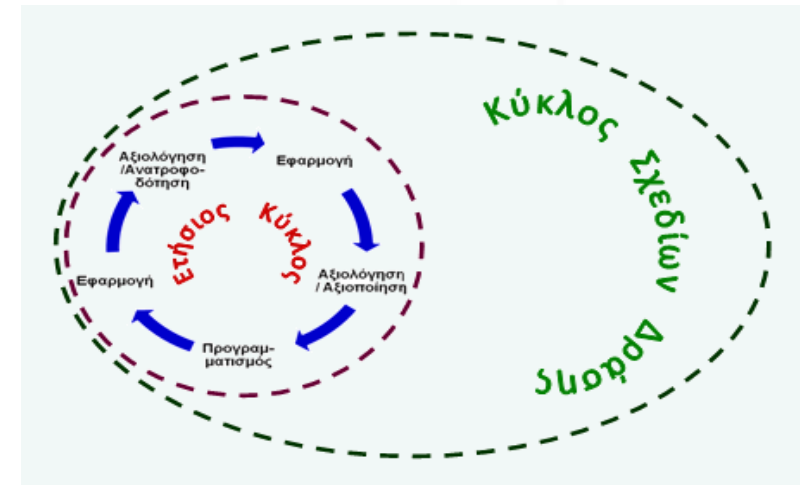 Κύκλος Σχεδίων Δράσης
Αξιολόγηση
/Ανατροφο-
δότηση
Εφαρμογή
Ετήσιος Κύκλος
Εφαρμογή
Αξιολόγηση
/ Αξιοποίηση
Προγραμ-
ματισμός